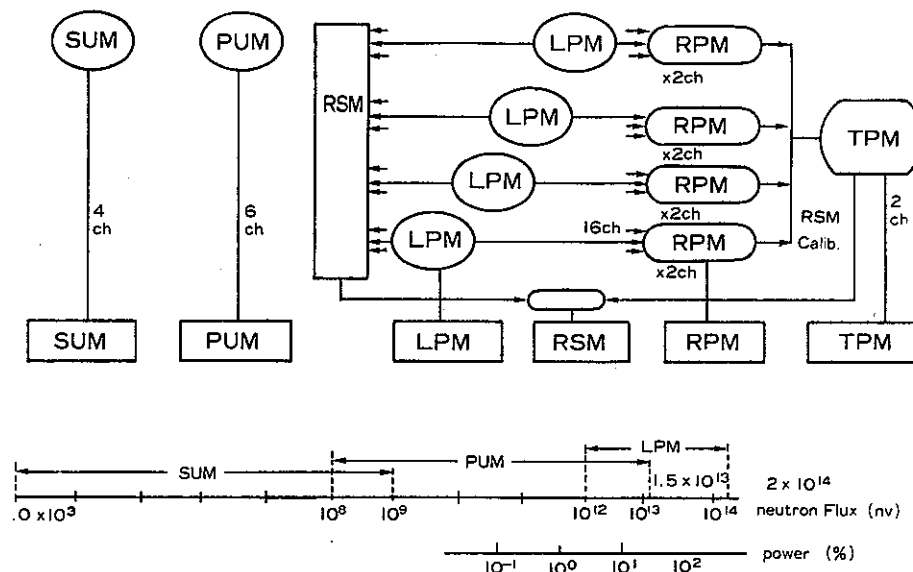 SUM
PUM
RSM
LPM
RPM
x2ch
LPM
RPM
x2ch
LPM
RPM
x2ch
LPM
16ch
RPM
x2ch
TPM
4
ch
6
ch
RSM
Calib.
2
ch
SUM
PUM
LPM
RSM
RPM
TPM
SUM
PUM
LPM
1.5 x 10¹³
2 x 10¹⁴
.0 x 10³
10⁸
10⁹
10¹²
10¹³
10¹⁴
neutron Flux (nv)
10⁻¹
10⁰
10¹
10²
power (%)